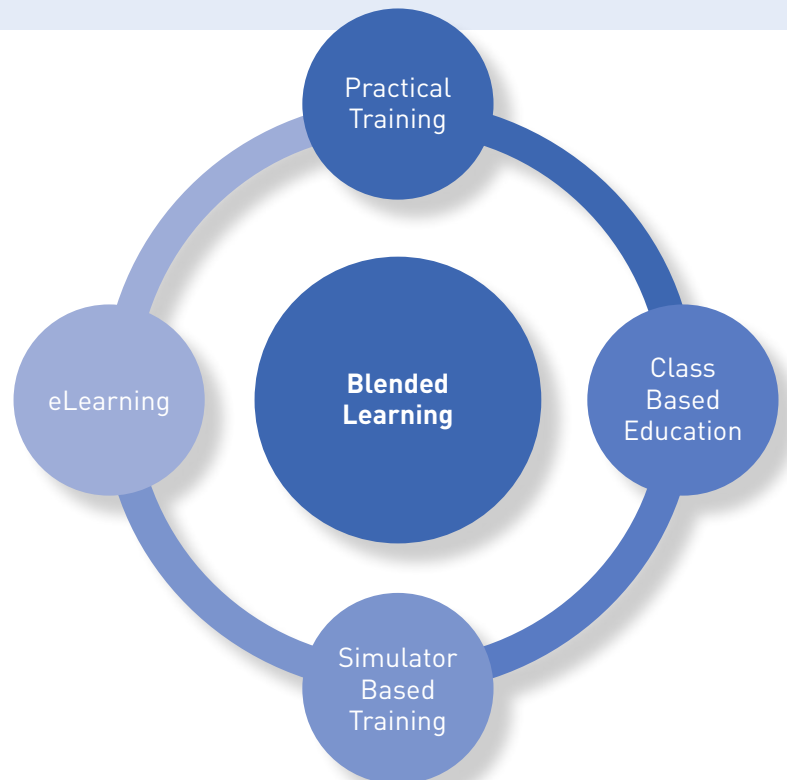 Practical
Training
eLearning
Blended
Learning
Class
Based
Education
Simulator
Based
Training